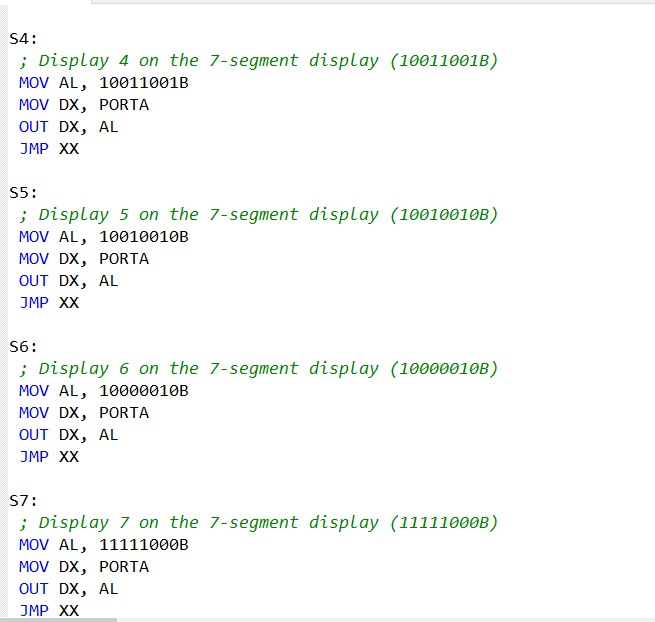 S4:
; Display 4 on the 7-segment display (10011001B)
MOV AL, 10011001B
MOV DX, PORTA
OUT DX, AL
JMP XX
S5:
; Display 5 on the 7-segment display (10010010B)
MOV AL, 10010010B
MOV DX, PORTA
OUT DX, AL
JMP XX
S6:
; Display 6 on the 7-segment display (10000010B)
MOV AL, 10000010B
MOV DX, PORTA
OUT DX, AL
JMP XX
S7:
; Display 7 on the 7-segment display (11111000B)
MOV AL, 11111000B
MOV DX, PORTA
OUT DX, AL
JMP XX